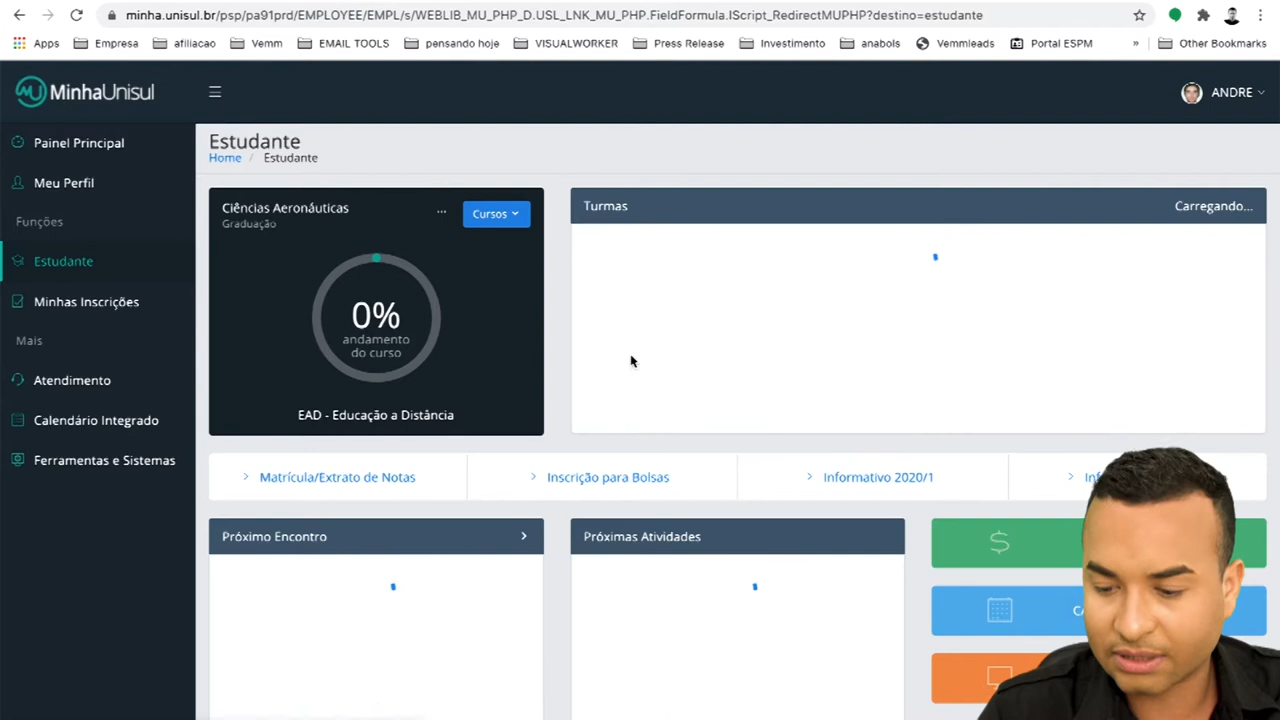 minha.unisul.br/psp/pa91prd/EMPLOYEE/EMPL/s/WEBLIB_MU_PHP_D.USL_LNK_MU_PHP.FieldFormula.IScript_RedirectMUPHP?destino=estudante
Apps Empresa afiliacao Vemm EMAIL TOOLS pensando hoje VISUALWORKER Press Release Investimento anabols Vemmleads Portal ESPM » Other Bookmarks
MinhaUnisul
ANDRE
Painel Principal
Meu Perfil
Funções
Estudante
Minhas Inscrições
Mais
Atendimento
Calendário Integrado
Ferramentas e Sistemas
Estudante
Home / Estudante
Ciências Aeronáuticas
Graduação
... Cursos
0%
andamento
do curso
EAD - Educação a Distância
Turmas Carregando...
Matrícula/Extrato de Notas Inscrição para Bolsas Informativo 2020/1
Próximo Encontro
Próximas Atividades
$